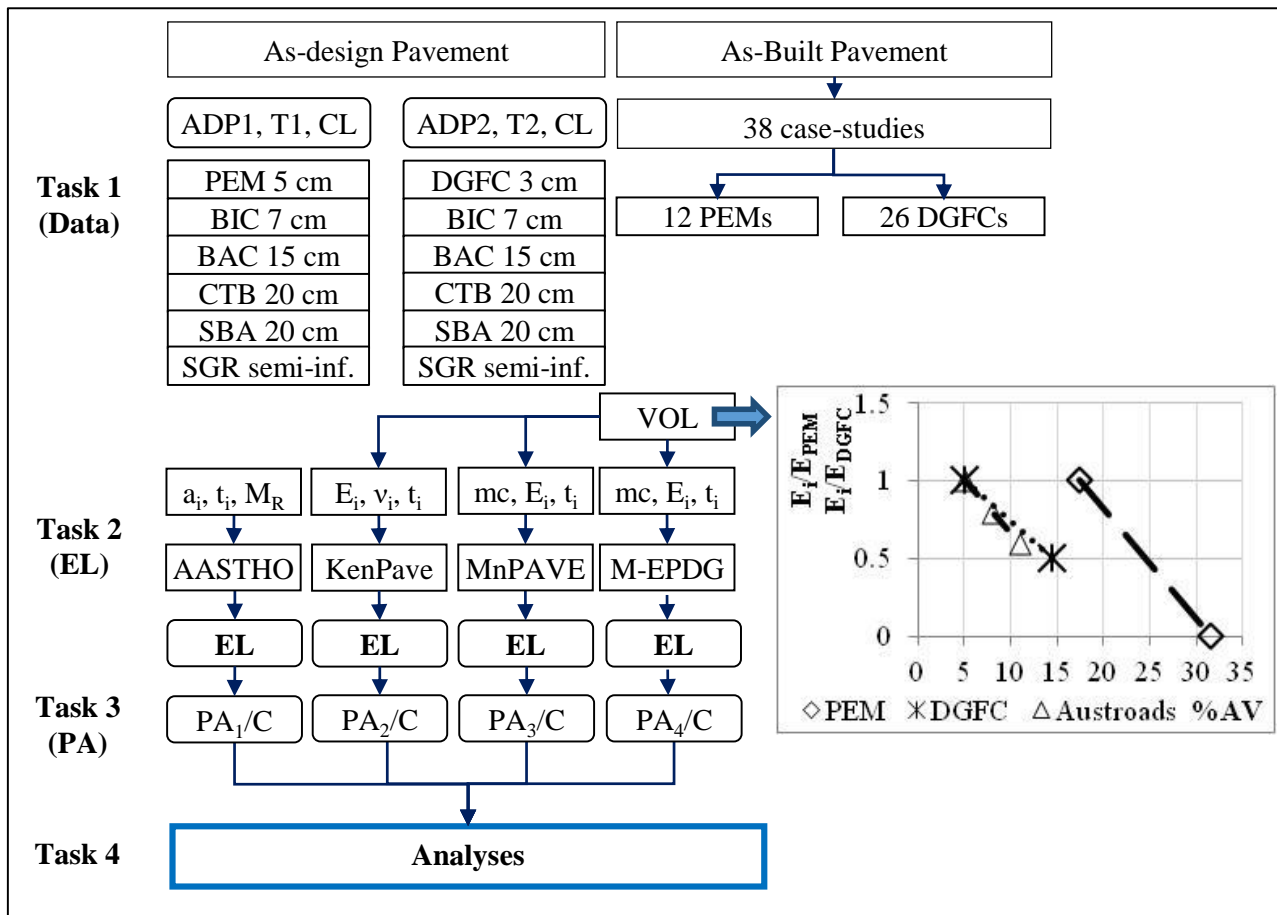 As-design Pavement
As-Built Pavement
ADP1, T1, CL
ADP2, T2, CL
38 case-studies
Task 1
(Data)
PEM 5 cm
BIC 7 cm
BAC 15 cm
CTB 20 cm
SBA 20 cm
SGR semi-inf.
DGFC 3 cm
BIC 7 cm
BAC 15 cm
CTB 20 cm
SBA 20 cm
SGR semi-inf.
12 PEMs
26 DGFCs
VOL
Task 2
(EL)
aᵢ, tᵢ, M_R
Eᵢ, νᵢ, tᵢ
mc, Eᵢ, tᵢ
mc, Eᵢ, tᵢ
AASTHO
KenPave
MnPAVE
M-EPDG
EL
EL
EL
EL
Task 3
(PA)
PA₁/C
PA₂/C
PA₃/C
PA₄/C
Task 4
Analyses
Eᵢ/E_PEM
Eᵢ/E_DGFC
1.5
1
0.5
0
0 5 10 15 20 25 30 35
PEM DGFC Austroads %AV